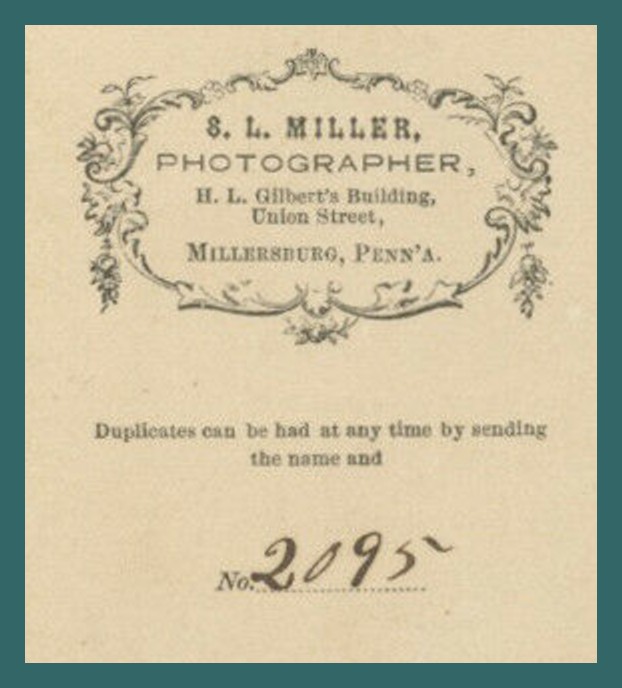 S. L. MILLER,
PHOTOGRAPHER,
H. L. Gilbert's Building,
Union Street,
MILLERSBURG, PENN'A.
Duplicates can be had at any time by sending
the name and
No. 2095